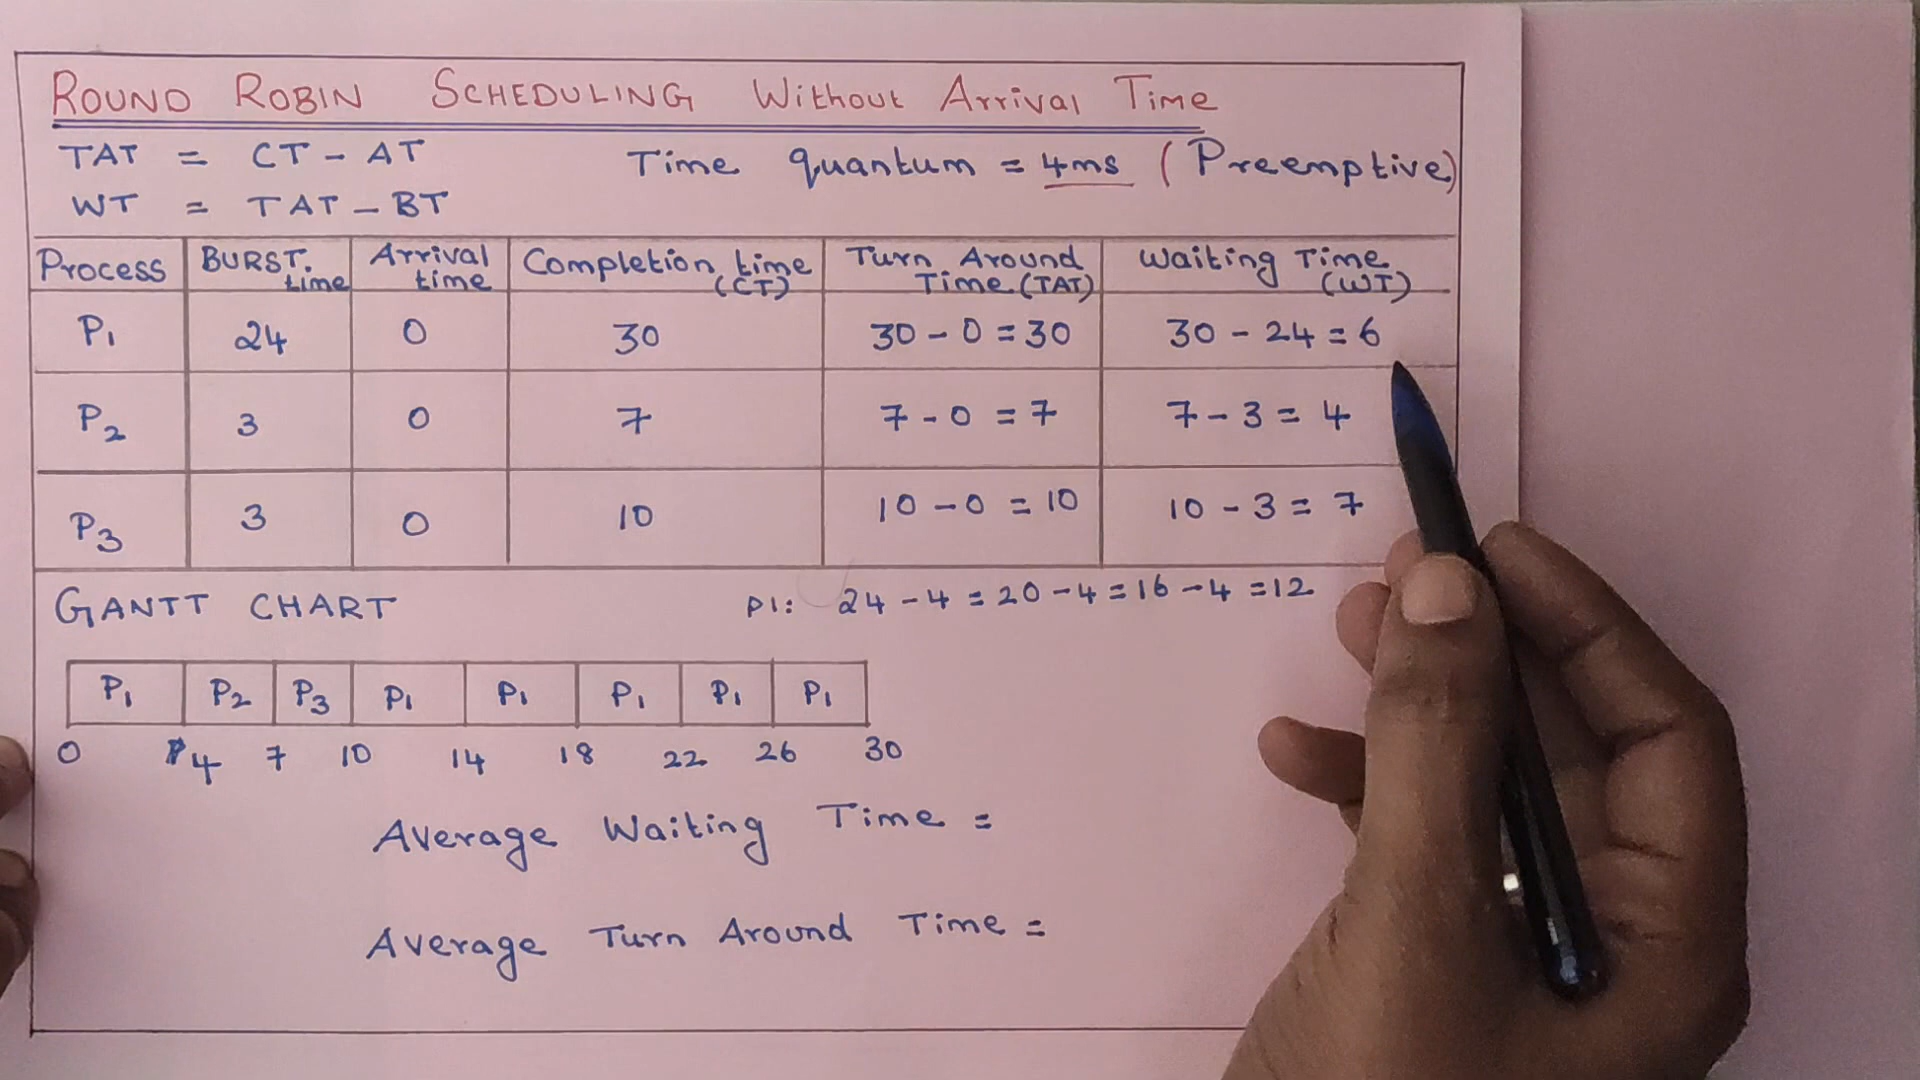 ROUND ROBIN SCHEDULING Without Arrival Time
TAT = CT - AT
Time quantum = 4ms (Preemptive)
WT = TAT - BT
Process BURST time Arrival time Completion time (CT) Turn Around Time (TAT) Waiting Time (WT)
P1 24 0 30 30 - 0 = 30 30 - 24 = 6
P2 3 0 7 7 - 0 = 7 7 - 3 = 4
P3 3 0 10 10 - 0 = 10 10 - 3 = 7
GANTT CHART
P1: 24 - 4 = 20 - 4 = 16 - 4 = 12
P1 P2 P3 P1 P1 P1 P1 P1
0 4 7 10 14 18 22 26 30
Average Waiting Time =
Average Turn Around Time =